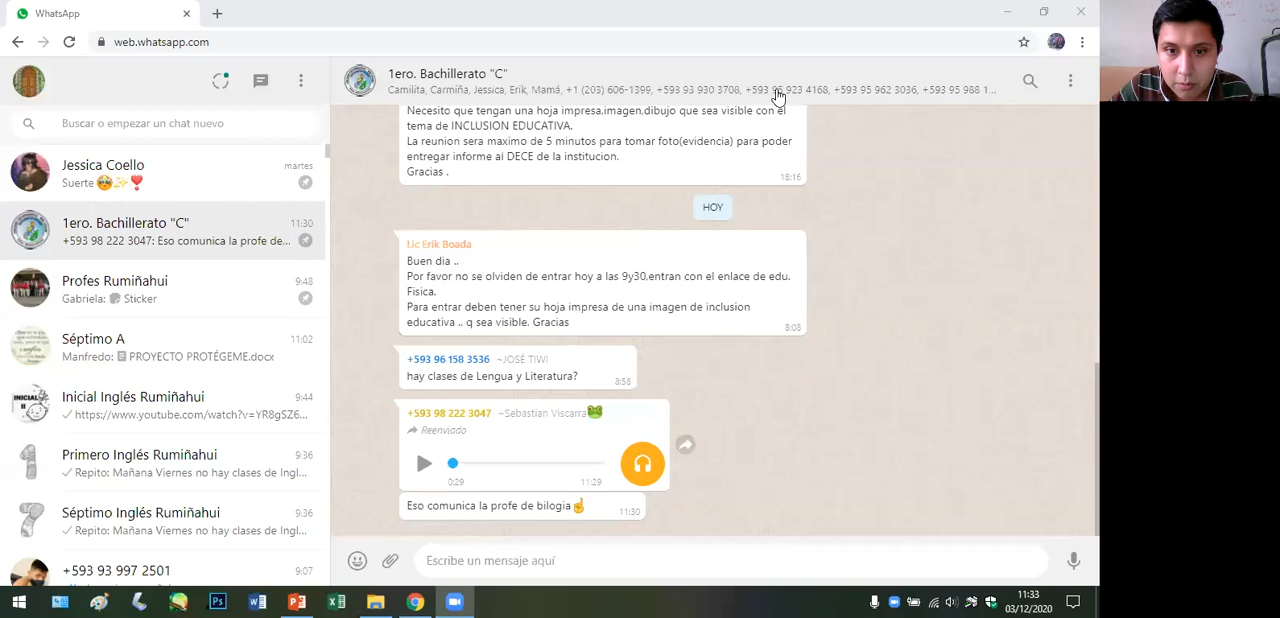 WhatsApp
web.whatsapp.com
Buscar o empezar un chat nuevo
Jessica Coello
martes
Suerte 🥺✨❣️
1ero. Bachillerato "C"
11:30
+593 98 222 3047: Eso comunica la profe de...
Profes Rumiñahui
9:48
Gabriela: Sticker
Séptimo A
11:02
Manfredo: PROYECTO PROTÉGEME.docx
Inicial Inglés Rumiñahui
9:44
https://www.youtube.com/watch?v=YR8gSZ6...
Primero Inglés Rumiñahui
9:36
Repito: Mañana Viernes no hay clases de Ingl...
Séptimo Inglés Rumiñahui
9:36
Repito: Mañana Viernes no hay clases de Ingl...
+593 93 997 2501
9:07
1ero. Bachillerato "C"
Camilita, Carmiña, Jessica, Erik, Mamá, +1 (203) 606-1399, +593 93 930 3708, +593 923 4168, +593 95 962 3036, +593 95 988 1...
Necesito que tengan una hoja impresa,imagen,dibujo que sea visible con el
tema de INCLUSION EDUCATIVA.
La reunion sera maximo de 5 minutos para tomar foto(evidencia) para poder
entregar informe al DECE de la institucion.
Gracias .
18:16
HOY
Lic Erik Boada
Buen dia ..
Por favor no se olviden de entrar hoy a las 9y30,entran con el enlace de edu.
Fisica.
Para entrar deben tener su hoja impresa de una imagen de inclusion
educativa .. q sea visible. Gracias
8:08
+593 96 158 3536 ~JOSÉ TIWI
hay clases de Lengua y Literatura?
8:58
+593 98 222 3047 ~Sebastian Viscarra🐸
Reenviado
0:29
11:29
Eso comunica la profe de bilogia☝
11:30
Escribe un mensaje aquí
11:33
03/12/2020